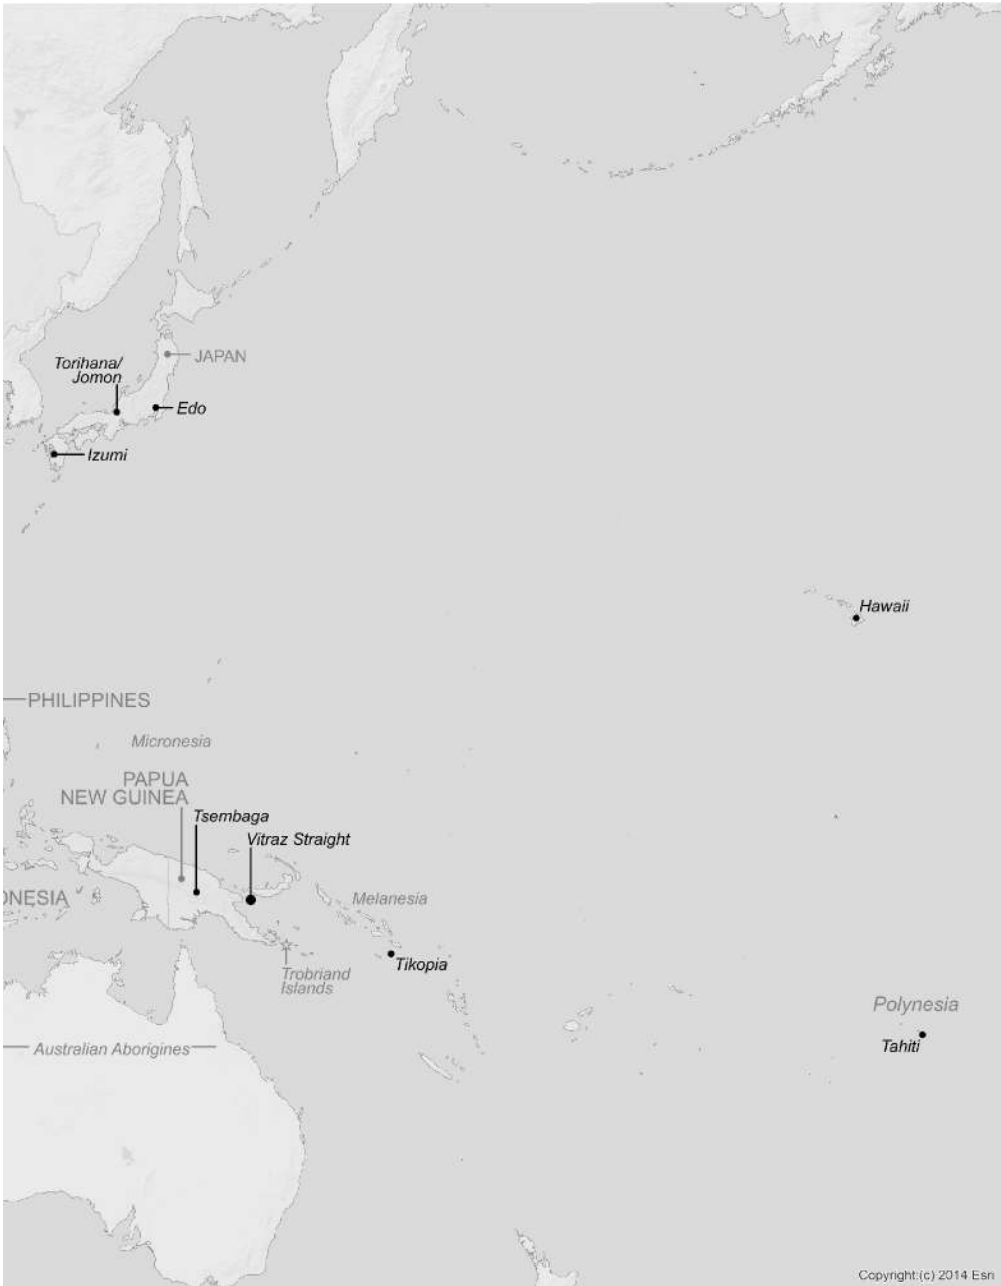 Torihana/
Jomon
JAPAN
Edo
Izumi
Hawaii
PHILIPPINES
Micronesia
PAPUA
NEW GUINEA
Tsembaga
Vitraz Straight
ONESIA
Melanesia
Tikopia
Trobriand
Islands
Polynesia
Tahiti
Australian Aborigines
Copyright:(c) 2014 Esri